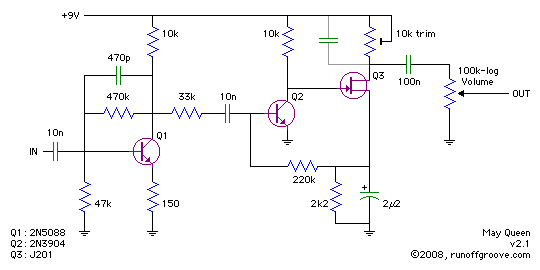 +9V
10k
10k
10k trim
470p
470k
33k
10n
Q2
Q3
100n
100k-log
Volume
OUT
Q1
10n
IN
220k
47k
150
2k2
+
2µ2
Q1: 2N5088
Q2: 2N3904
Q3: J201
May Queen
v2.1
©2008, runoffgroove.com